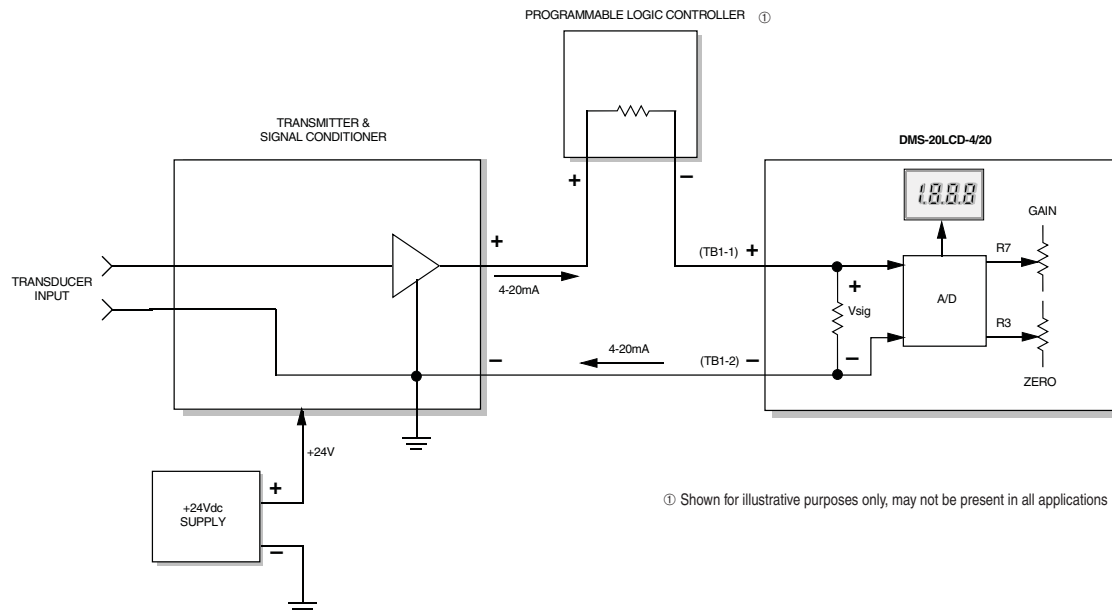 PROGRAMMABLE LOGIC CONTROLLER ①
TRANSMITTER &
SIGNAL CONDITIONER
DMS-20LCD-4/20
+
−
1.8.8.8
GAIN
+
(TB1-1) +
R7
TRANSDUCER
INPUT
4-20mA
+
Vsig
A/D
4-20mA
R3
−
(TB1-2) −
−
ZERO
+24V
+
+24Vdc
SUPPLY
−
① Shown for illustrative purposes only, may not be present in all applications